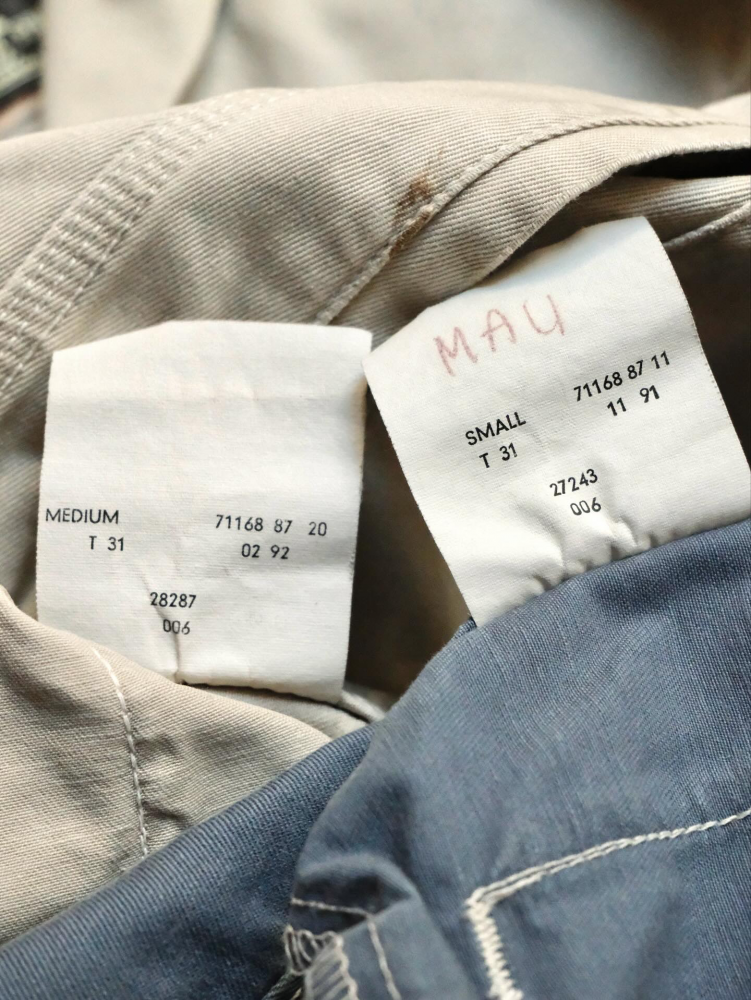 MEDIUM 71168 87 20
T 31 02 92
28287
006
MAU
SMALL 71168 87 11
T 31 11 91
27243
006